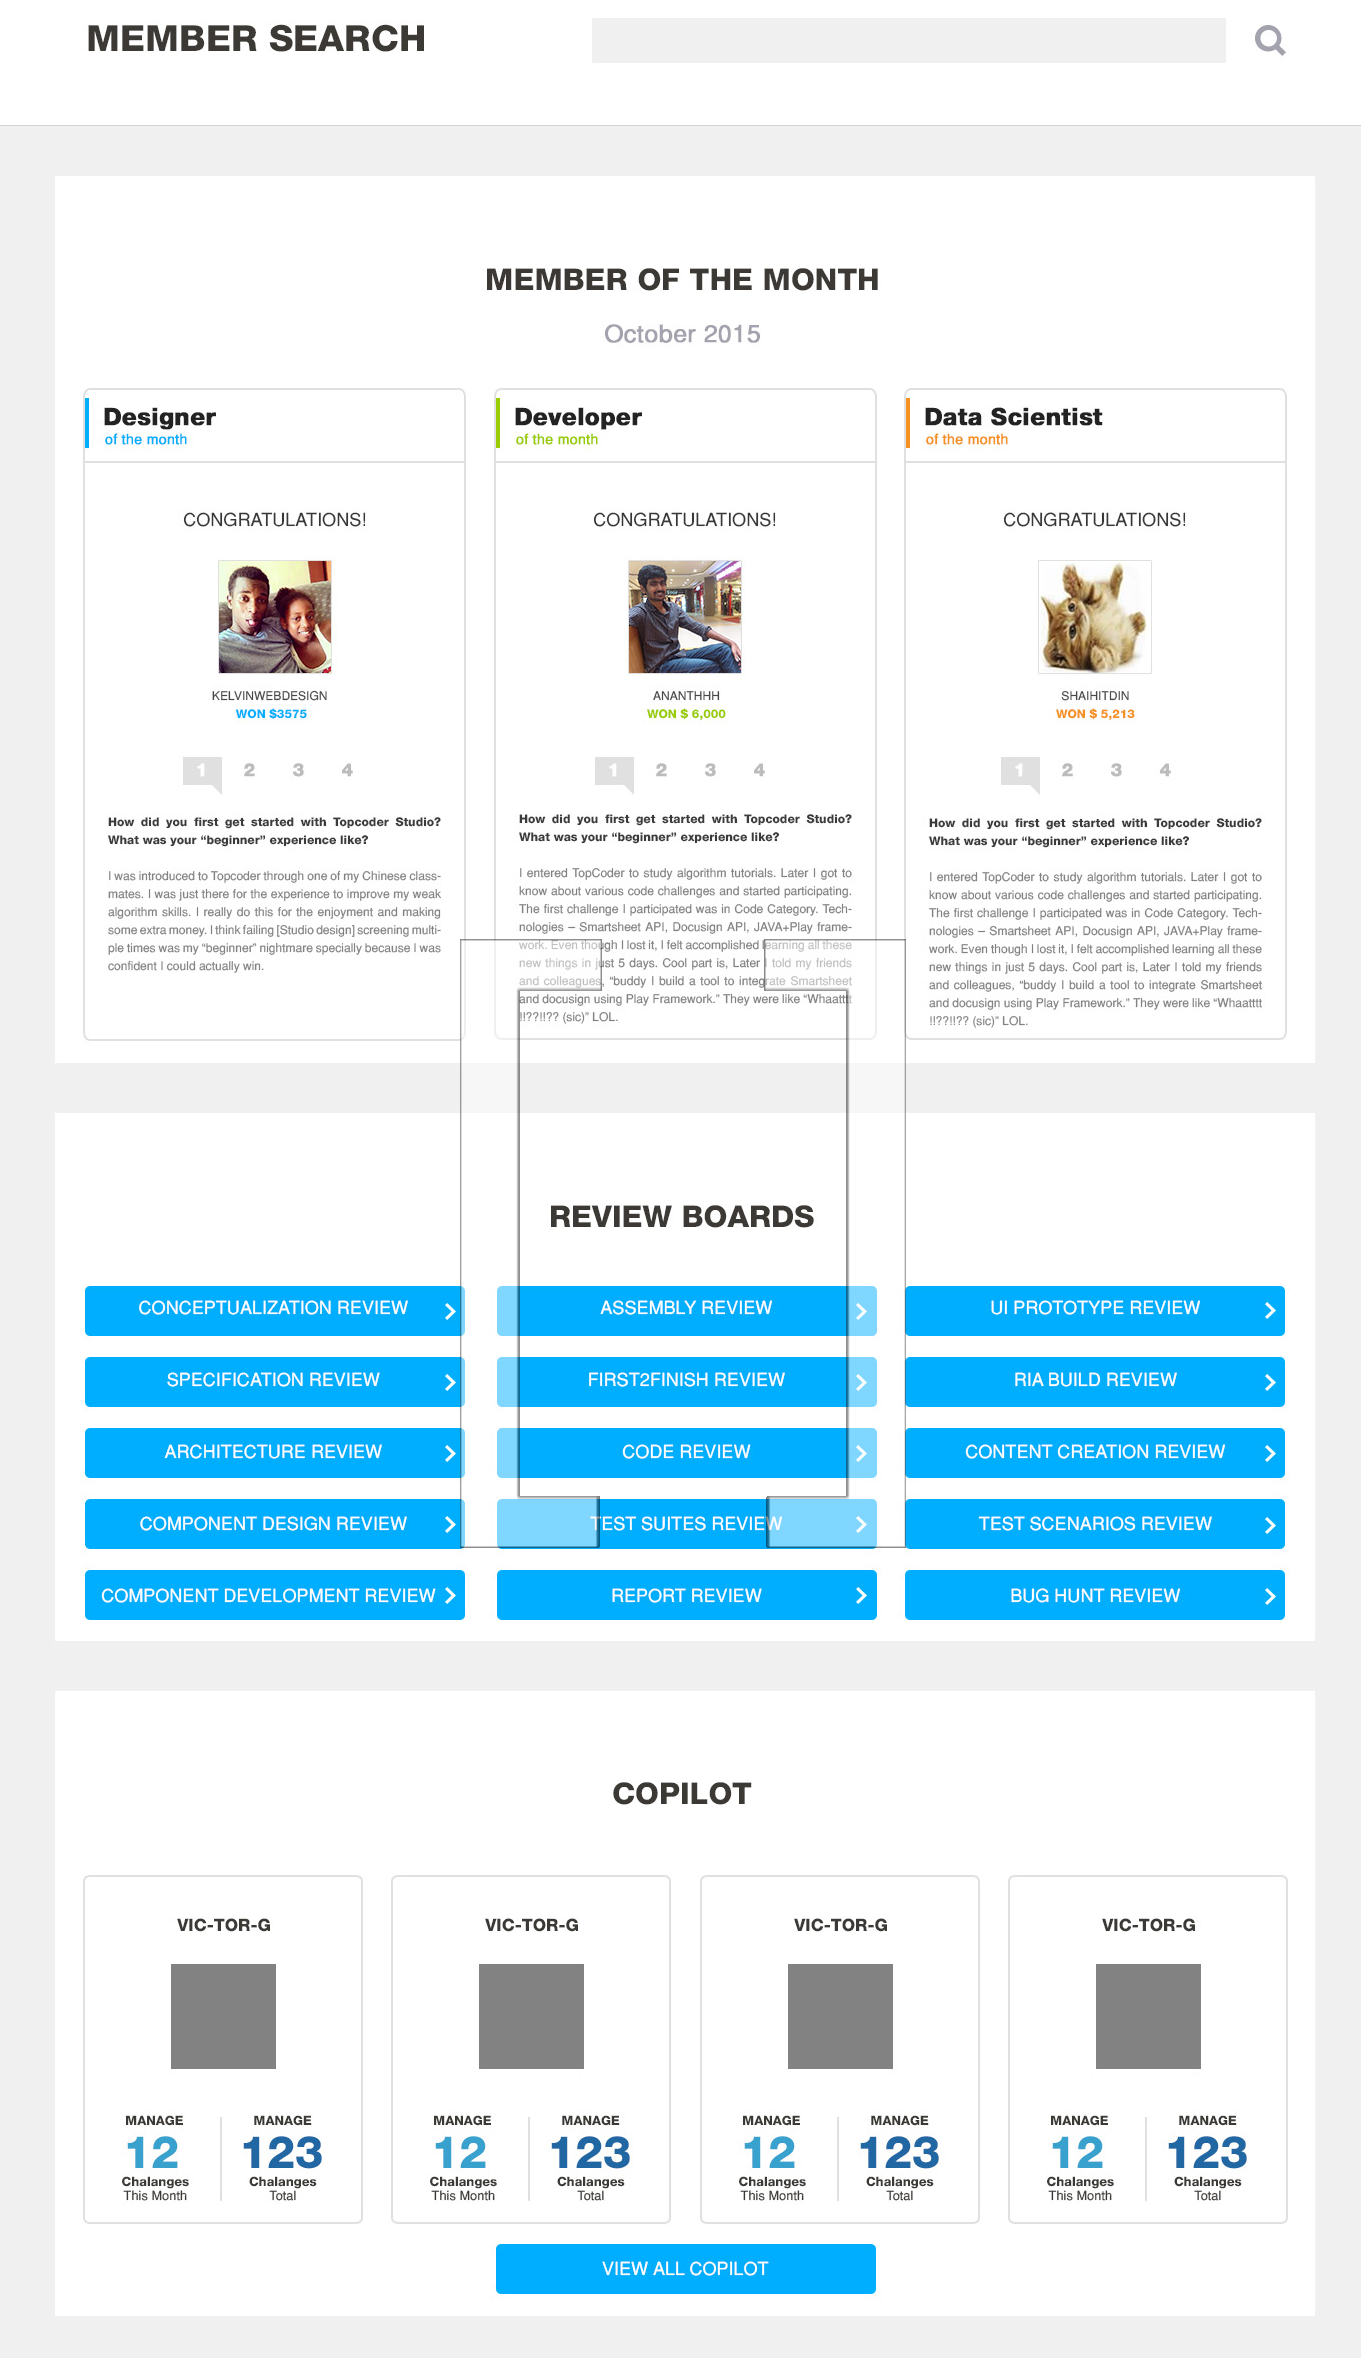 MEMBER SEARCH
MEMBER OF THE MONTH
October 2015
Designer
of the month
CONGRATULATIONS!
KELVINWEBDESIGN
WON $3575
1 2 3 4
How did you first get started with Topcoder Studio?
What was your “beginner” experience like?
I was introduced to Topcoder through one of my Chinese class-
mates. I was just there for the experience to improve my weak
algorithm skills. I really do this for the enjoyment and making
some extra money. I think failing [Studio design] screening multi-
ple times was my “beginner” nightmare specially because I was
confident I could actually win.
Developer
of the month
CONGRATULATIONS!
ANANTHHH
WON $ 6,000
1 2 3 4
How did you first get started with Topcoder Studio?
What was your “beginner” experience like?
I entered TopCoder to study algorithm tutorials. Later I got to
know about various code challenges and started participating.
The first challenge I participated was in Code Category. Tech-
nologies – Smartsheet API, Docusign API, JAVA+Play frame-
work. Even though I lost it, I felt accomplished learning all these
new things in just 5 days. Cool part is, Later I told my friends
and colleagues, “buddy I build a tool to integrate Smartsheet
and docusign using Play Framework.” They were like “Whaatttt
!!??!!?? (sic)” LOL.
Data Scientist
of the month
CONGRATULATIONS!
SHAIHITDIN
WON $ 5,213
1 2 3 4
How did you first get started with Topcoder Studio?
What was your “beginner” experience like?
I entered TopCoder to study algorithm tutorials. Later I got to
know about various code challenges and started participating.
The first challenge I participated was in Code Category. Tech-
nologies – Smartsheet API, Docusign API, JAVA+Play frame-
work. Even though I lost it, I felt accomplished learning all these
new things in just 5 days. Cool part is, Later I told my friends
and colleagues, “buddy I build a tool to integrate Smartsheet
and docusign using Play Framework.” They were like “Whaatttt
!!??!!?? (sic)” LOL.
REVIEW BOARDS
CONCEPTUALIZATION REVIEW
ASSEMBLY REVIEW
UI PROTOTYPE REVIEW
SPECIFICATION REVIEW
FIRST2FINISH REVIEW
RIA BUILD REVIEW
ARCHITECTURE REVIEW
CODE REVIEW
CONTENT CREATION REVIEW
COMPONENT DESIGN REVIEW
TEST SUITES REVIEW
TEST SCENARIOS REVIEW
COMPONENT DEVELOPMENT REVIEW
REPORT REVIEW
BUG HUNT REVIEW
COPILOT
VIC-TOR-G
MANAGE
12
Chalanges
This Month
MANAGE
123
Chalanges
Total
VIC-TOR-G
MANAGE
12
Chalanges
This Month
MANAGE
123
Chalanges
Total
VIC-TOR-G
MANAGE
12
Chalanges
This Month
MANAGE
123
Chalanges
Total
VIC-TOR-G
MANAGE
12
Chalanges
This Month
MANAGE
123
Chalanges
Total
VIEW ALL COPILOT